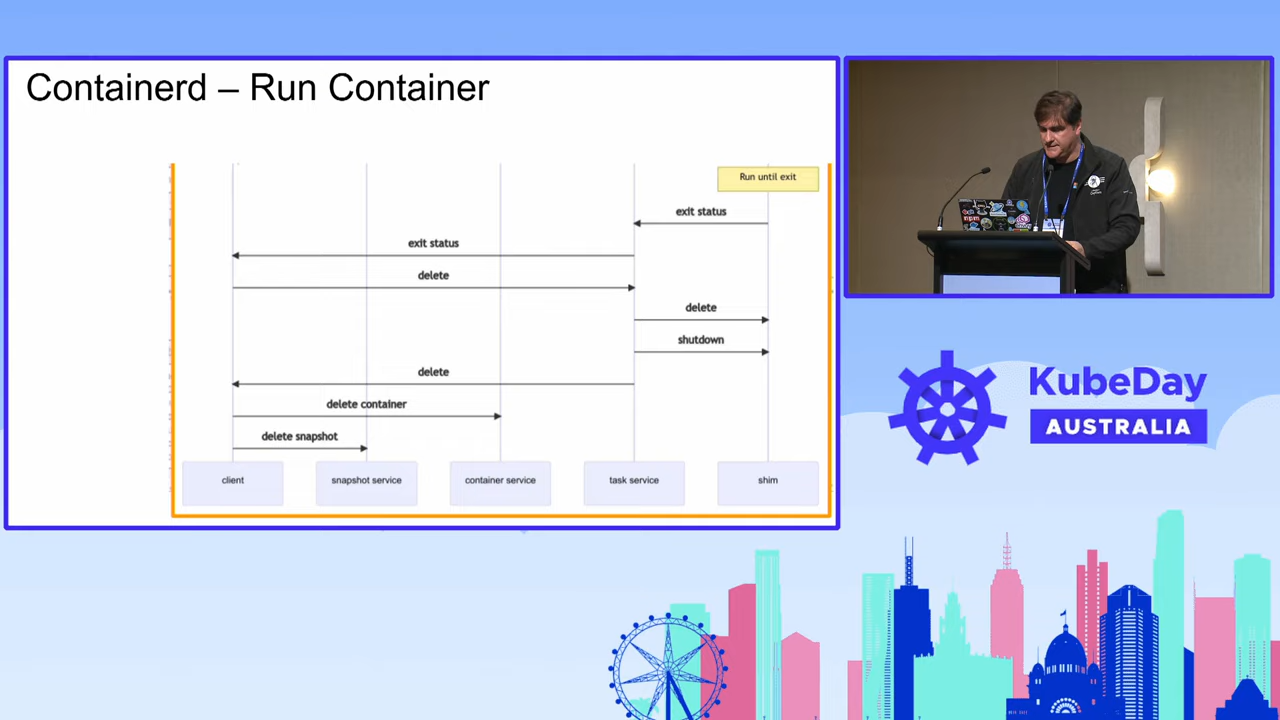 Containerd – Run Container
Run until exit
exit status
exit status
delete
delete
shutdown
delete
delete container
delete snapshot
client
snapshot service
container service
task service
shim
KubeDay
AUSTRALIA